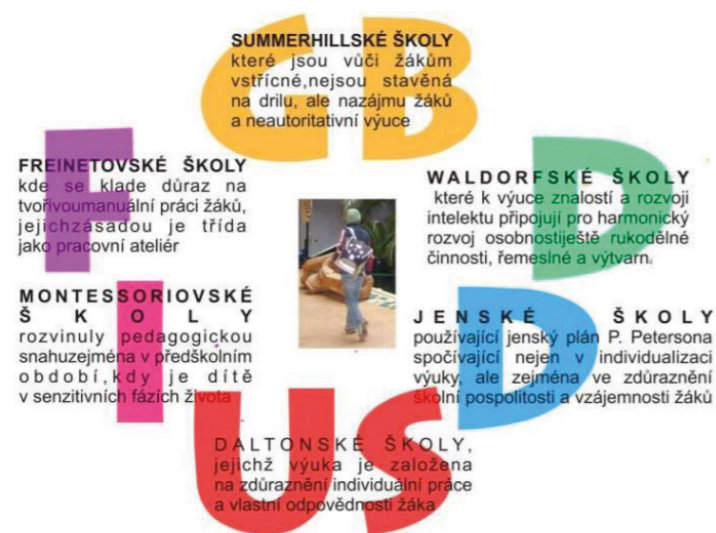 GB
SUMMERHILLSKÉ ŠKOLY
které jsou vůči žákům
vstřícné,nejsou stavěná
na drilu, ale nazájmu žáků
a neautoritativní výuce
F
FREINETOVSKÉ ŠKOLY
kde se klade důraz na
tvořivoumanuální práci žáků,
jejichzásadou je třída
jako pracovní ateliér
D
WALDORFSKÉ ŠKOLY
které k výuce znalostí a rozvoji
intelektu připojují pro harmonický
rozvoj osobnostiještě rukodělné
činnosti, řemeslné a výtvarn.
I
MONTESSORIOVSKÉ
ŠKOLY
rozvinuly pedagogickou
snahuzejména v předškolním
období,kdy je dítě
v senzitivních fázích života
D
JENSKÉ ŠKOLY
používající jenský plán P. Petersona
spočívající nejen v individualizaci
výuky, ale zejména ve zdůraznění
školní pospolitosti a vzájemnosti žáků
US
DALTONSKÉ ŠKOLY,
jejichž výuka je založena
na zdůraznění individuální práce
a vlastní odpovědnosti žáka